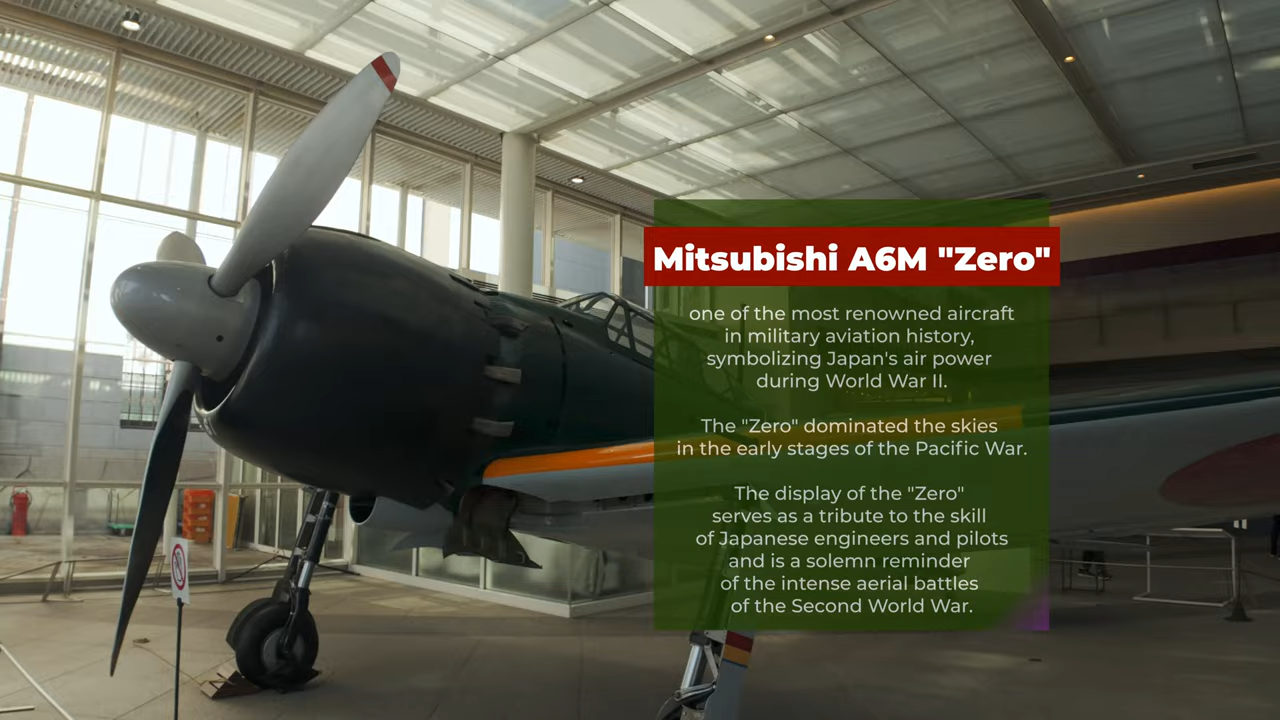 Mitsubishi A6M "Zero"
one of the most renowned aircraft
in military aviation history,
symbolizing Japan's air power
during World War II.
The "Zero" dominated the skies
in the early stages of the Pacific War.
The display of the "Zero"
serves as a tribute to the skill
of Japanese engineers and pilots
and is a solemn reminder
of the intense aerial battles
of the Second World War.